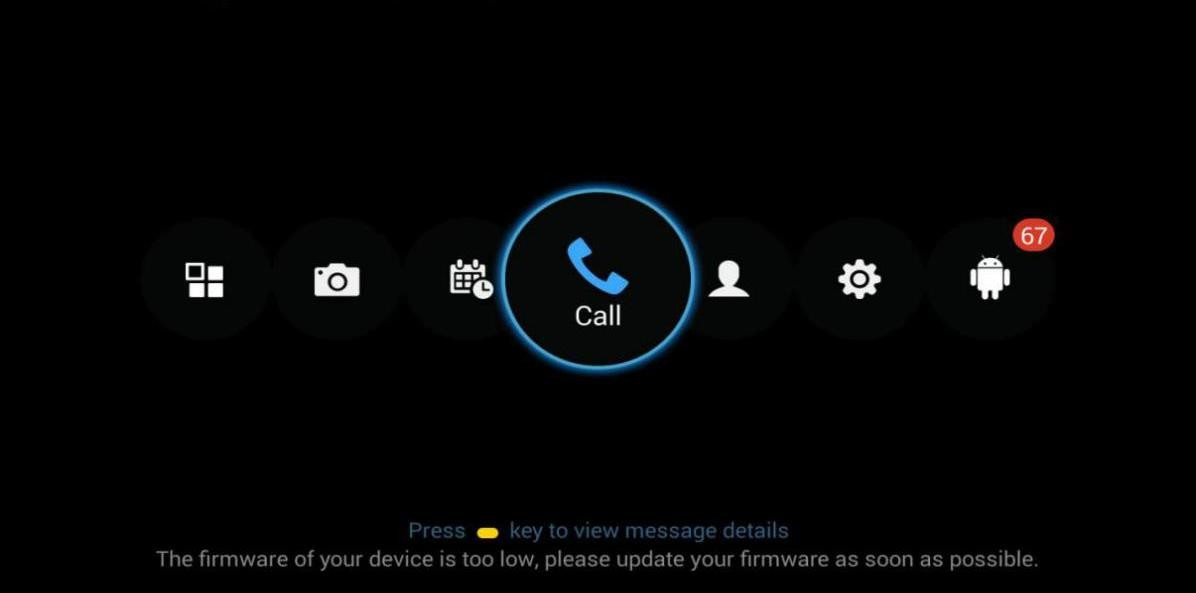 67
Call
Press key to view message details
The firmware of your device is too low, please update your firmware as soon as possible.